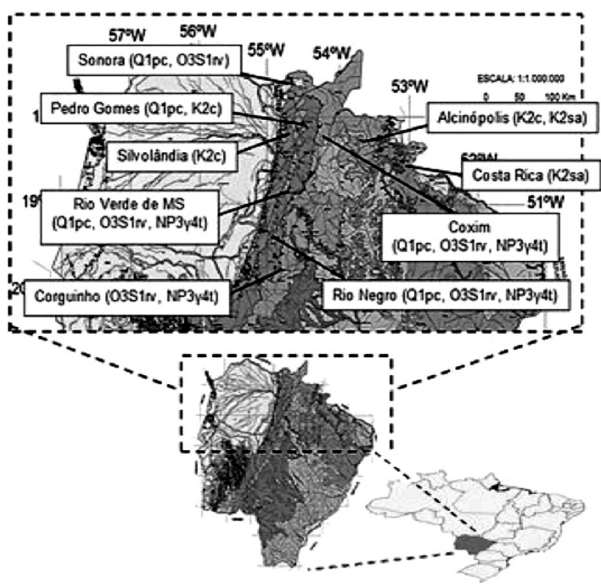 57ºW
56ºW
55ºW
54ºW
Sonora (Q1pc, O3S1rv)
53ºW
ESCALA: 1:1.000.000
0 50 100 Km
Pedro Gomes (Q1pc, K2c)
Alcinópolis (K2c, K2sa)
Silvolândia (K2c)
Costa Rica (K2sa)
Rio Verde de MS
(Q1pc, O3S1rv, NP3γ4t)
51ºW
Coxim
(Q1pc, O3S1rv, NP3γ4t)
Corguinho (O3S1rv, NP3γ4t)
Rio Negro (Q1pc, O3S1rv, NP3γ4t)